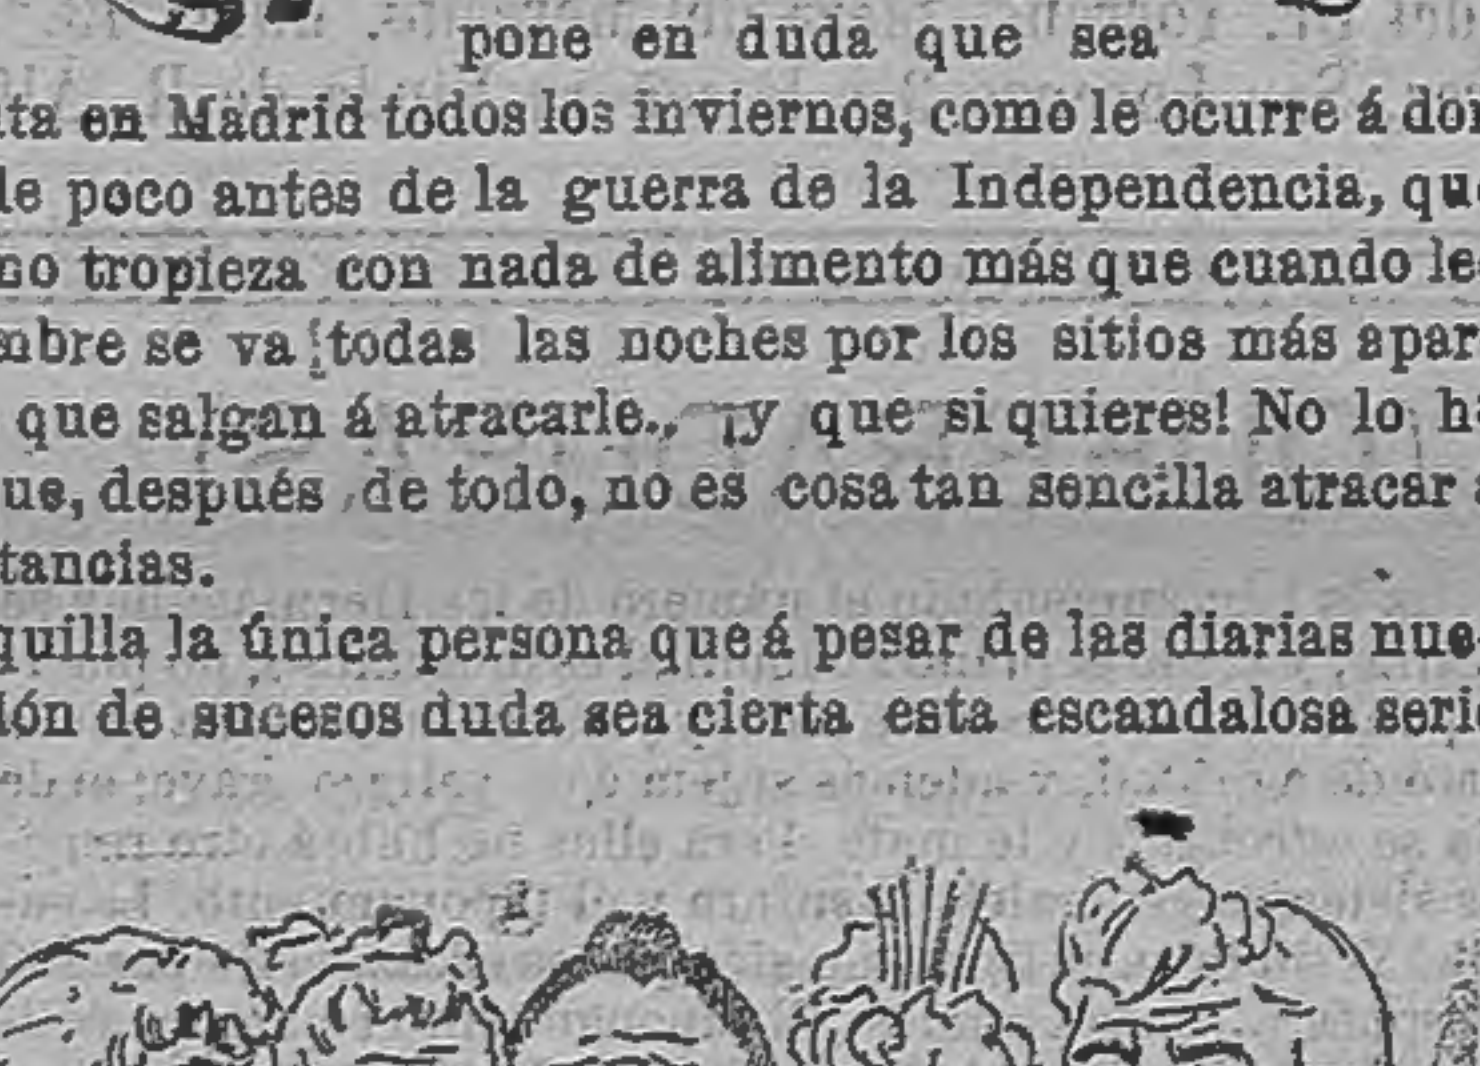 pone en duda que sea
ta en Madrid todos los inviernos, como le ocurre á don
le poco antes de la guerra de la Independencia, que
no tropieza con nada de alimento más que cuando le
mbre se va todas las noches por los sitios más apar
que salgan á atracarle.. ¡y que si quieres! No lo h
ue, después de todo, no es cosa tan sencilla atracar
tancias.
quilla la única persona que á pesar de las diarias nue
ión de sucesos duda sea cierta esta escandalosa seri